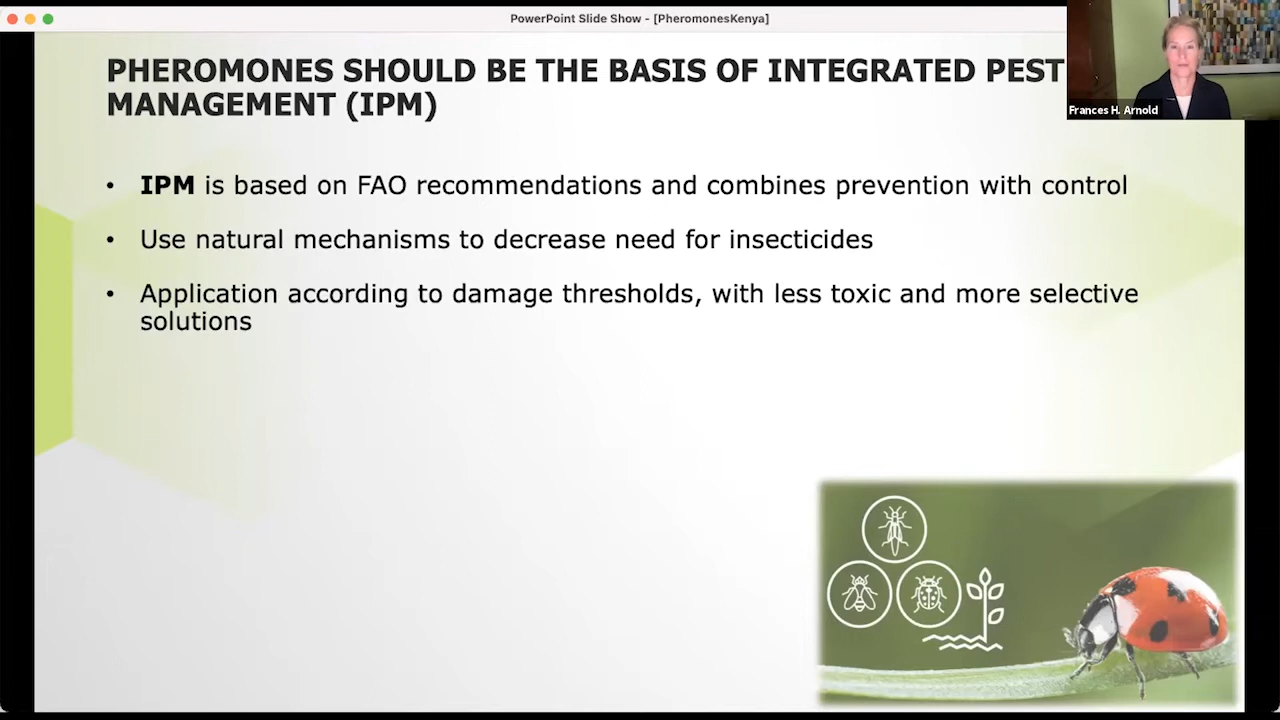 PowerPoint Slide Show - [PheromonesKenya]
PHEROMONES SHOULD BE THE BASIS OF INTEGRATED PEST
MANAGEMENT (IPM)
Frances H. Arnold
• IPM is based on FAO recommendations and combines prevention with control
• Use natural mechanisms to decrease need for insecticides
• Application according to damage thresholds, with less toxic and more selective
solutions